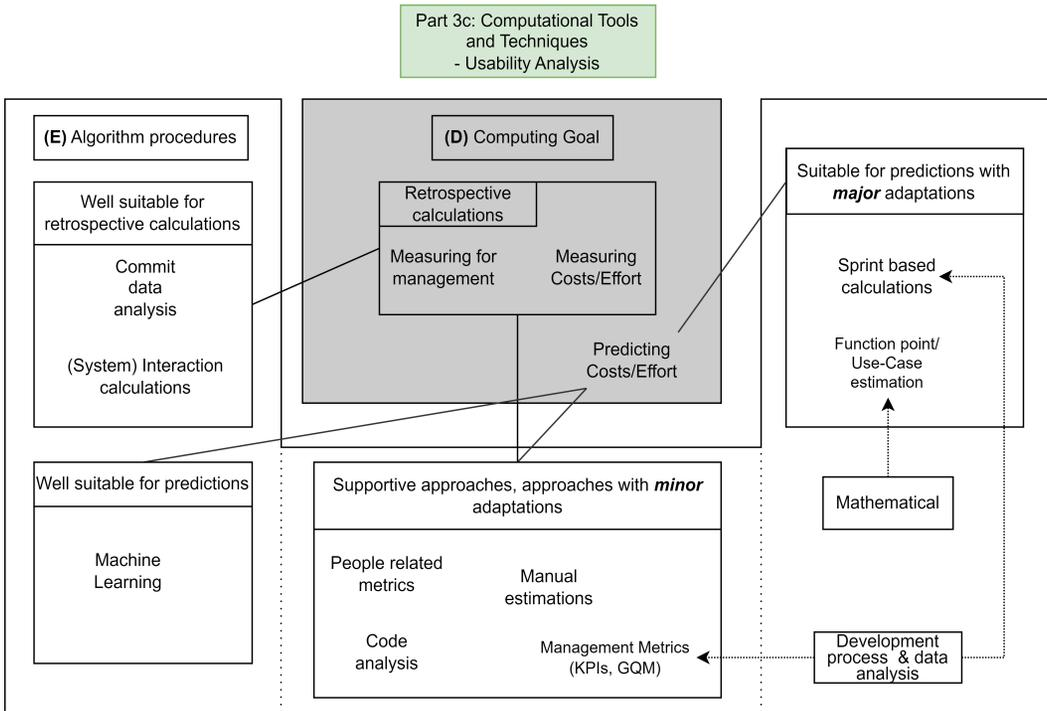 Part 3c: Computational Tools
and Techniques
- Usability Analysis
(E) Algorithm procedures
Well suitable for
retrospective calculations
Commit
data
analysis
(System) Interaction
calculations
Well suitable for predictions
Machine
Learning
(D) Computing Goal
Retrospective
calculations
Measuring for
management
Measuring
Costs/Effort
Predicting
Costs/Effort
Supportive approaches, approaches with minor
adaptations
People related
metrics
Manual
estimations
Code
analysis
Management Metrics
(KPIs, GQM)
Suitable for predictions with
major adaptations
Sprint based
calculations
Function point/
Use-Case
estimation
Mathematical
Development
process & data
analysis